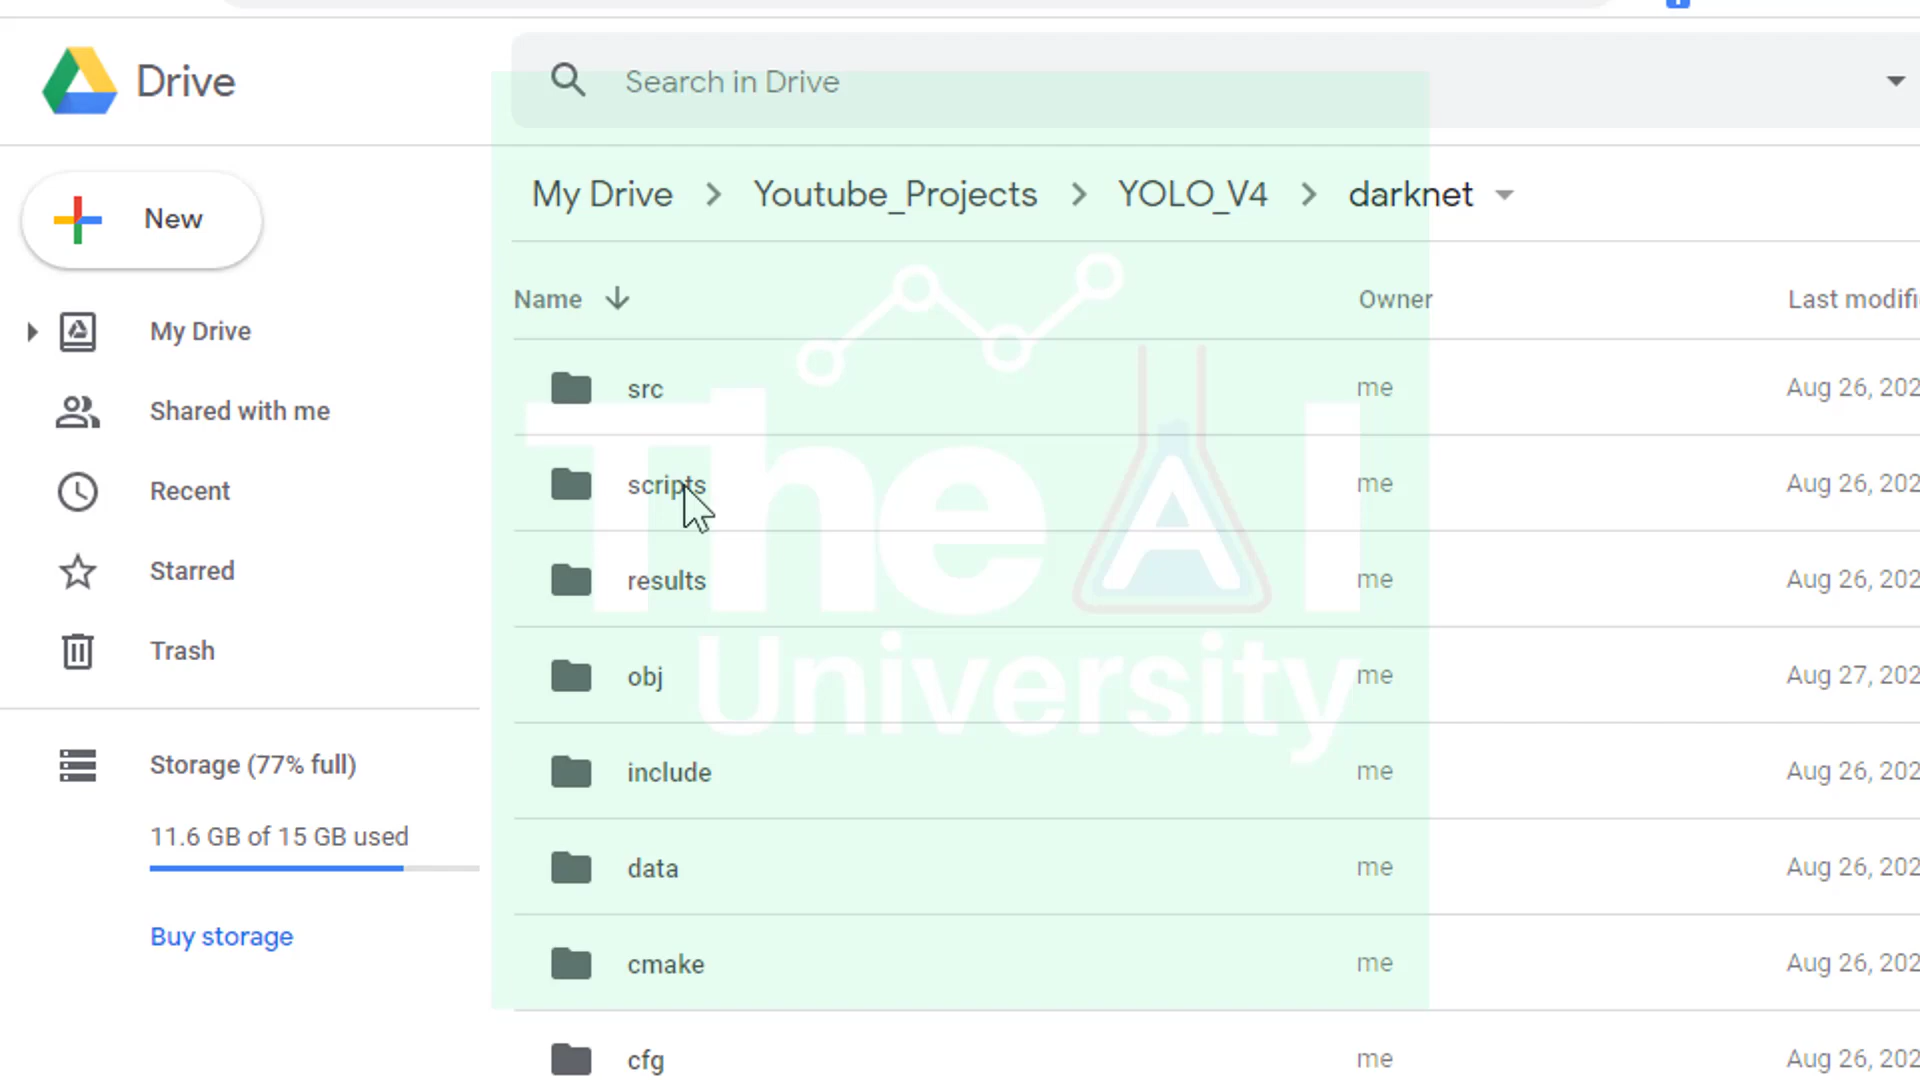 Drive
Search in Drive
My Drive > Youtube_Projects > YOLO_V4 > darknet
New
Name Owner Last modifi
My Drive
Shared with me
Recent
Starred
Trash
Storage (77% full)
11.6 GB of 15 GB used
Buy storage
src me Aug 26, 202
scripts me Aug 26, 202
results me Aug 26, 202
obj me Aug 27, 202
include me Aug 26, 202
data me Aug 26, 202
cmake me Aug 26, 202
cfg me Aug 26, 202
The AI
University